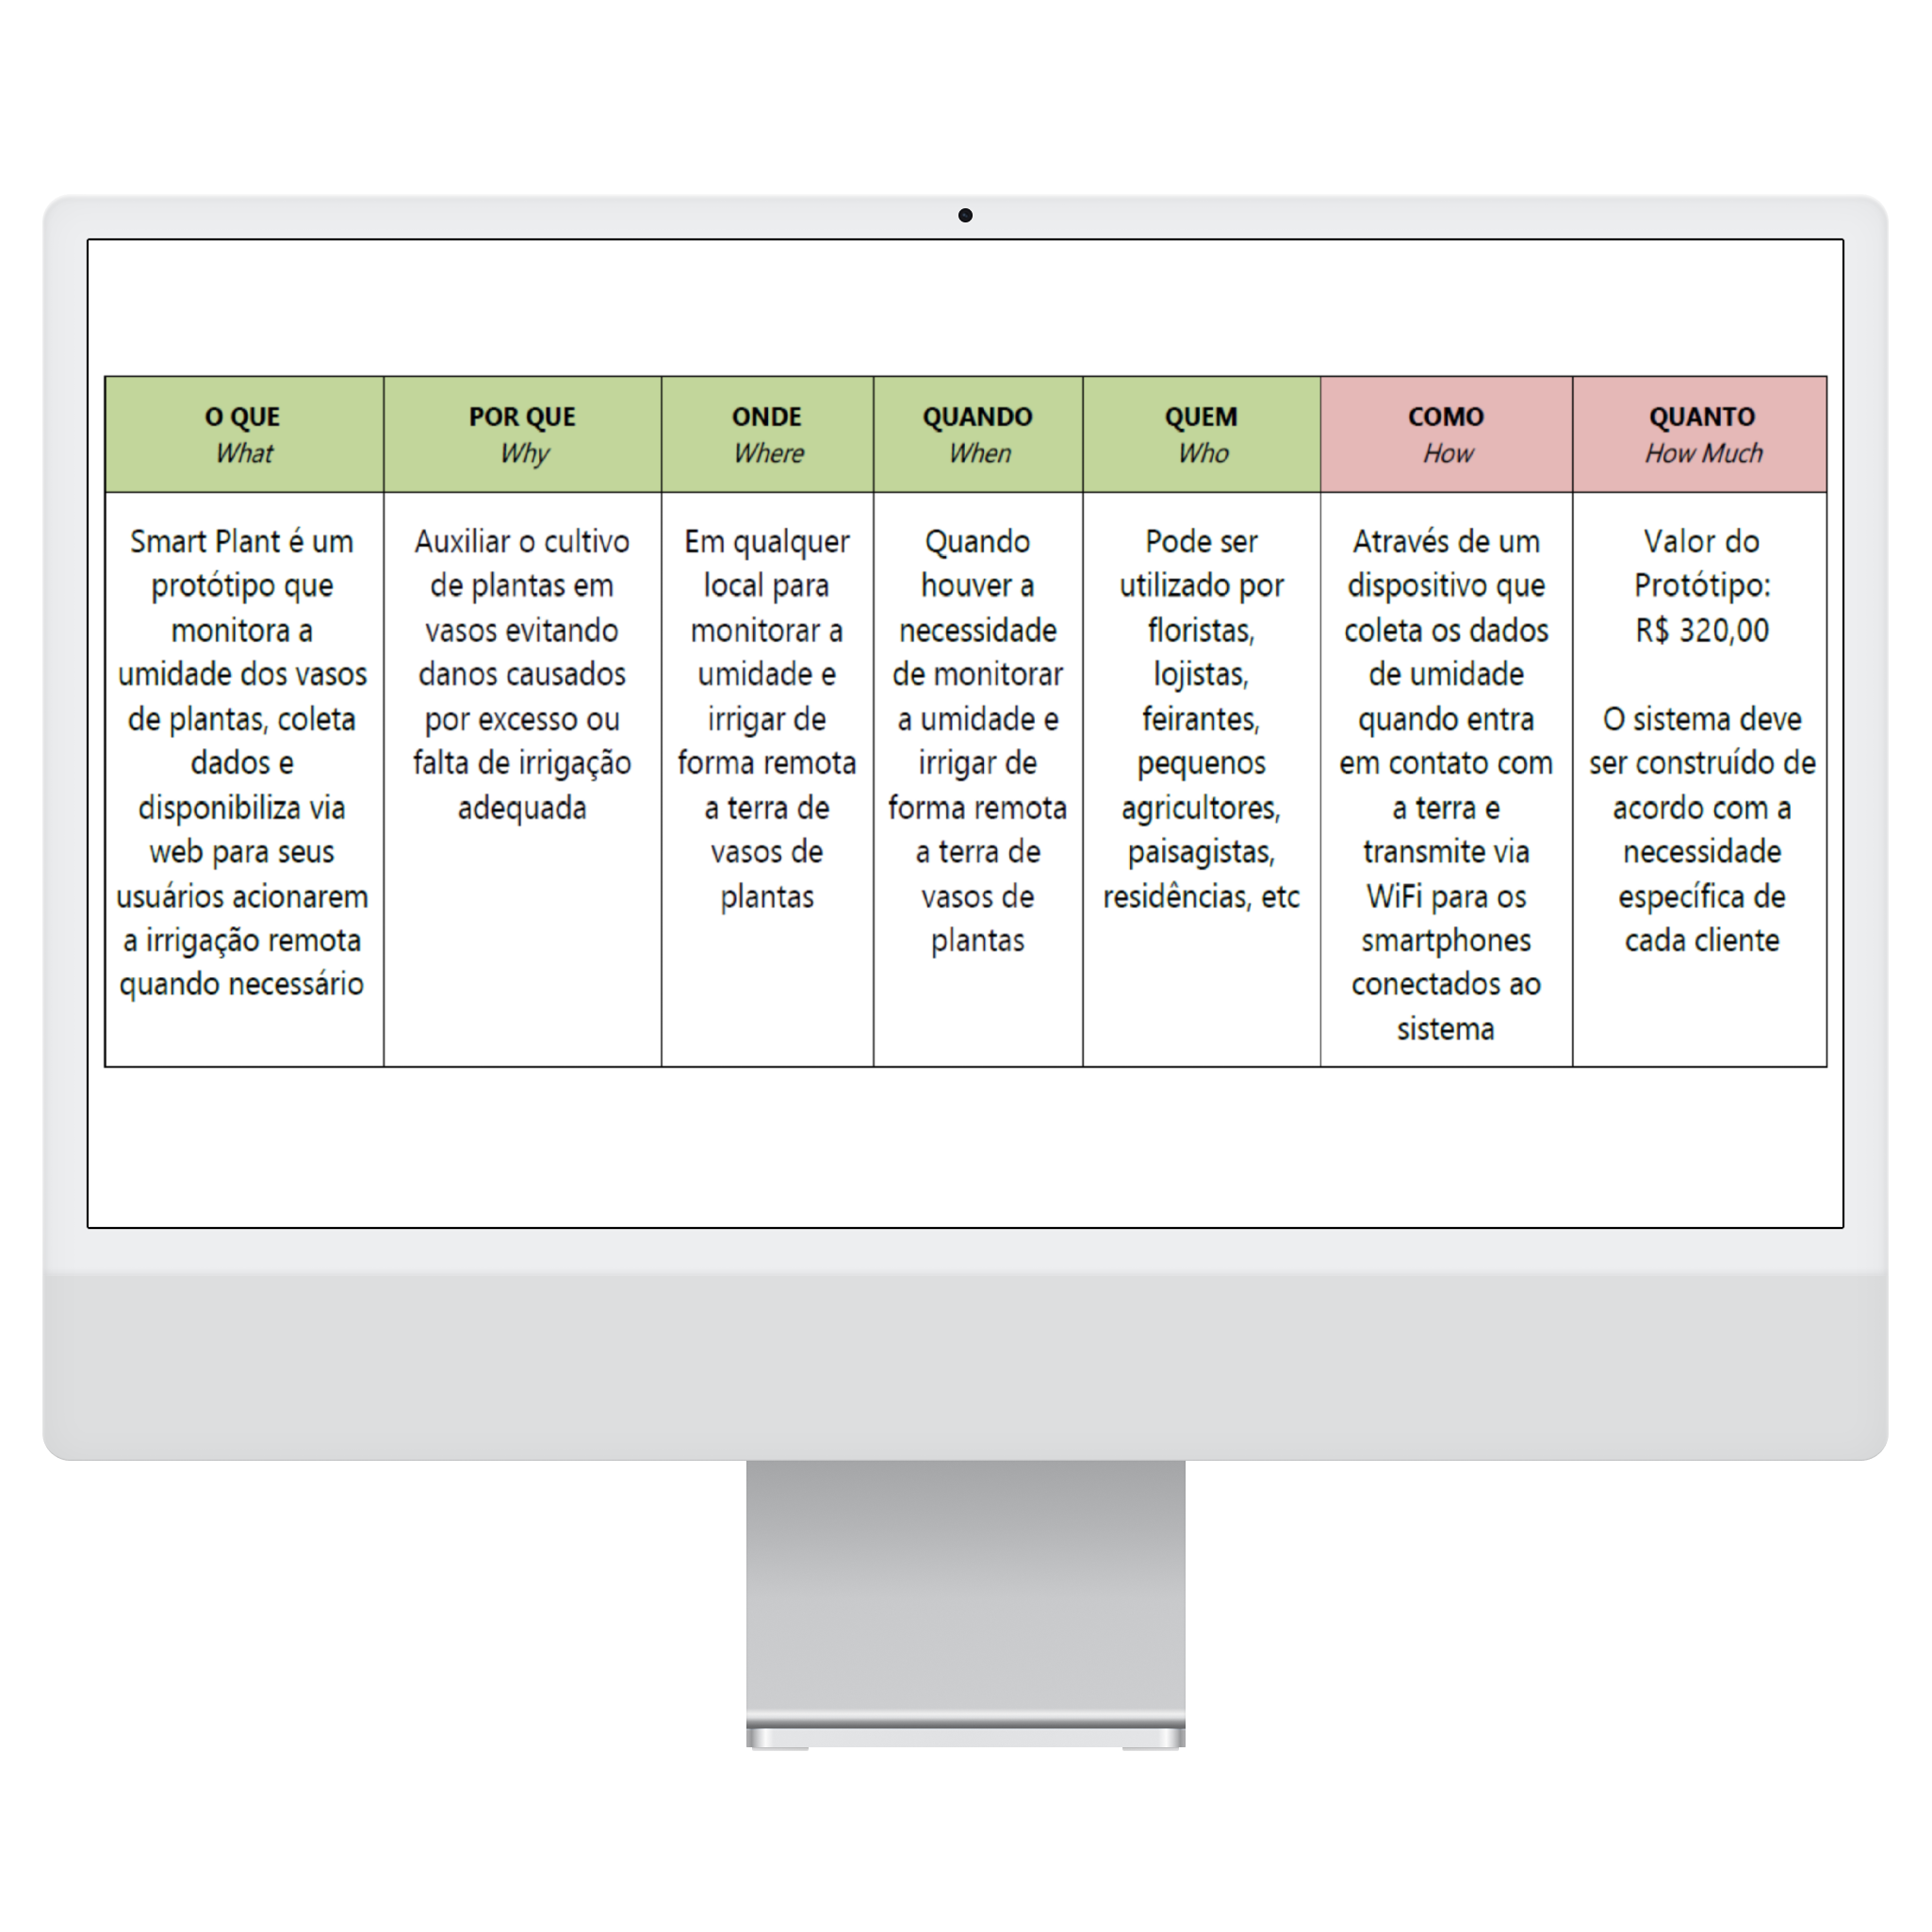 O QUE
What
POR QUE
Why
ONDE
Where
QUANDO
When
QUEM
Who
COMO
How
QUANTO
How Much
Smart Plant é um
protótipo que
monitora a
umidade dos vasos
de plantas, coleta
dados e
disponibiliza via
web para seus
usuários acionarem
a irrigação remota
quando necessário
Auxiliar o cultivo
de plantas em
vasos evitando
danos causados
por excesso ou
falta de irrigação
adequada
Em qualquer
local para
monitorar a
umidade e
irrigar de
forma remota
a terra de
vasos de
plantas
Quando
houver a
necessidade
de monitorar
a umidade e
irrigar de
forma remota
a terra de
vasos de
plantas
Pode ser
utilizado por
floristas,
lojistas,
feirantes,
pequenos
agricultores,
paisagistas,
residências, etc
Através de um
dispositivo que
coleta os dados
de umidade
quando entra
em contato com
a terra e
transmite via
WiFi para os
smartphones
conectados ao
sistema
Valor do
Protótipo:
R$ 320,00
O sistema deve
ser construído de
acordo com a
necessidade
específica de
cada cliente